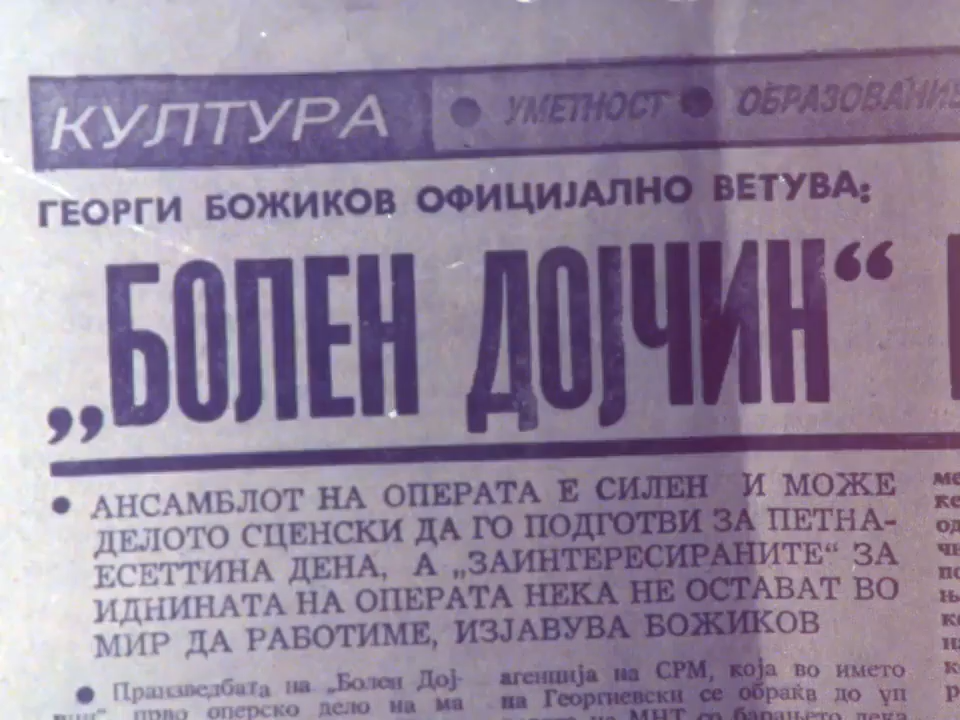 КУЛТУРА ● УМЕТНОСТ ● ОБРАЗОВАНИЕ
ГЕОРГИ БОЖИКОВ ОФИЦИЈАЛНО ВЕТУВА:
„БОЛЕН ДОЈЧИН“
● АНСАМБЛОТ НА ОПЕРАТА Е СИЛЕН И МОЖЕ
ДЕЛОТО СЦЕНСКИ ДА ГО ПОДГОТВИ ЗА ПЕТНА-
ЕСЕТТИНА ДЕНА, А „ЗАИНТЕРЕСИРАНИТЕ“ ЗА
ИДНИНАТА НА ОПЕРАТА НЕКА НЕ ОСТАВАТ ВО
МИР ДА РАБОТИМЕ, ИЗЈАВУВА БОЖИКОВ
● Праизведбата на „Болен Дој-
чин“ прво оперско дело на ма
агенција на СРМ, која во името
на Георгиевски се обраќа до уп
на МНТ со барањето дека